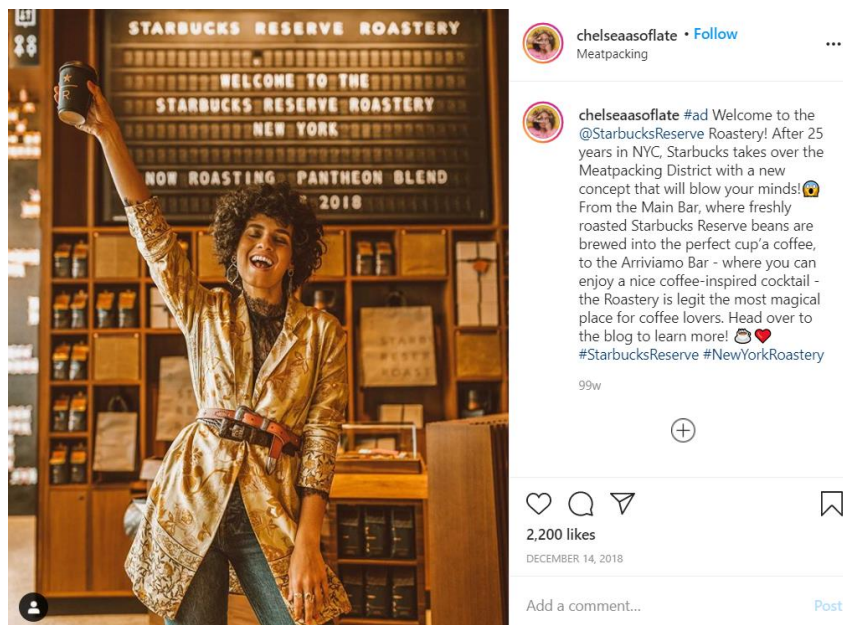 STARBUCKS RESERVE ROASTERY
WELCOME TO THE
STARBUCKS RESERVE ROASTERY
NEW YORK
NOW ROASTING PANTHEON BLEND
2018
R
STARB
RESER
ROAST
chelseaasoflate • Follow
Meatpacking
chelseaasoflate #ad Welcome to the
@StarbucksReserve Roastery! After 25
years in NYC, Starbucks takes over the
Meatpacking District with a new
concept that will blow your minds!😱
From the Main Bar, where freshly
roasted Starbucks Reserve beans are
brewed into the perfect cup'a coffee,
to the Arriviamo Bar - where you can
enjoy a nice coffee-inspired cocktail -
the Roastery is legit the most magical
place for coffee lovers. Head over to
the blog to learn more! ☕❤️
#StarbucksReserve #NewYorkRoastery
99w
2,200 likes
DECEMBER 14, 2018
Add a comment...
Post